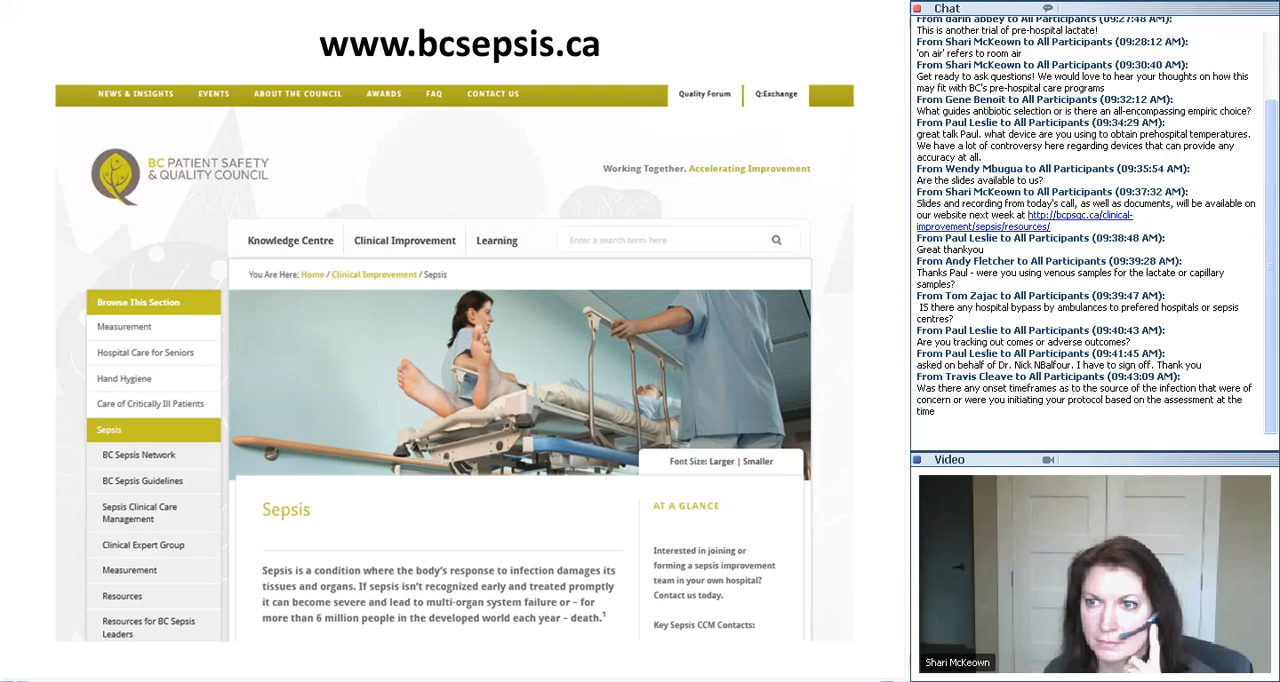 www.bcsepsis.ca
NEWS & INSIGHTS EVENTS ABOUT THE COUNCIL AWARDS FAQ CONTACT US Quality Forum Q:Exchange
BC PATIENT SAFETY
& QUALITY COUNCIL
Working Together. Accelerating Improvement
Knowledge Centre Clinical Improvement Learning Enter a search term here
You Are Here: Home / Clinical Improvement / Sepsis
Browse This Section
Measurement
Hospital Care for Seniors
Hand Hygiene
Care of Critically Ill Patients
Sepsis
BC Sepsis Network
BC Sepsis Guidelines
Sepsis Clinical Care
Management
Clinical Expert Group
Measurement
Resources
Resources for BC Sepsis
Leaders
Font Size: Larger | Smaller
Sepsis
Sepsis is a condition where the body's response to infection damages its
tissues and organs. If sepsis isn't recognized early and treated promptly
it can become severe and lead to multi-organ system failure or – for
more than 6 million people in the developed world each year – death.1
AT A GLANCE
Interested in joining or
forming a sepsis improvement
team in your own hospital?
Contact us today.
Key Sepsis CCM Contacts:
Chat
From darin abbey to All Participants (09:27:48 AM):
This is another trial of pre-hospital lactate!
From Shari McKeown to All Participants (09:28:12 AM):
'on air' refers to room air
From Shari McKeown to All Participants (09:30:40 AM):
Get ready to ask questions! We would love to hear your thoughts on how this
may fit with BC's pre-hospital care programs
From Gene Benoit to All Participants (09:32:12 AM):
What guides antibiotic selection or is there an all-encompassing empiric choice?
From Paul Leslie to All Participants (09:34:29 AM):
great talk Paul. what device are you using to obtain prehospital temperatures.
We have a lot of controversy here regarding devices that can provide any
accuracy at all.
From Wendy Mbugua to All Participants (09:35:54 AM):
Are the slides available to us?
From Shari McKeown to All Participants (09:37:32 AM):
Slides and recording from today's call, as well as documents, will be available on
our website next week at http://bcpsqc.ca/clinical-
improvement/sepsis/resources/
From Paul Leslie to All Participants (09:38:48 AM):
Great thankyou
From Andy Fletcher to All Participants (09:39:28 AM):
Thanks Paul - were you using venous samples for the lactate or capillary
samples?
From Tom Zajac to All Participants (09:39:47 AM):
IS there any hospital bypass by ambulances to prefered hospitals or sepsis
centres?
From Paul Leslie to All Participants (09:40:43 AM):
Are you tracking out comes or adverse outcomes?
From Paul Leslie to All Participants (09:41:45 AM):
asked on behalf of Dr. Nick NBalfour. I have to sign off. Thank you
From Travis Cleave to All Participants (09:43:09 AM):
Was there any onset timeframes as to the source of the infection that were of
concern or were you initiating your protocol based on the assessment at the
time
Video
Shari McKeown